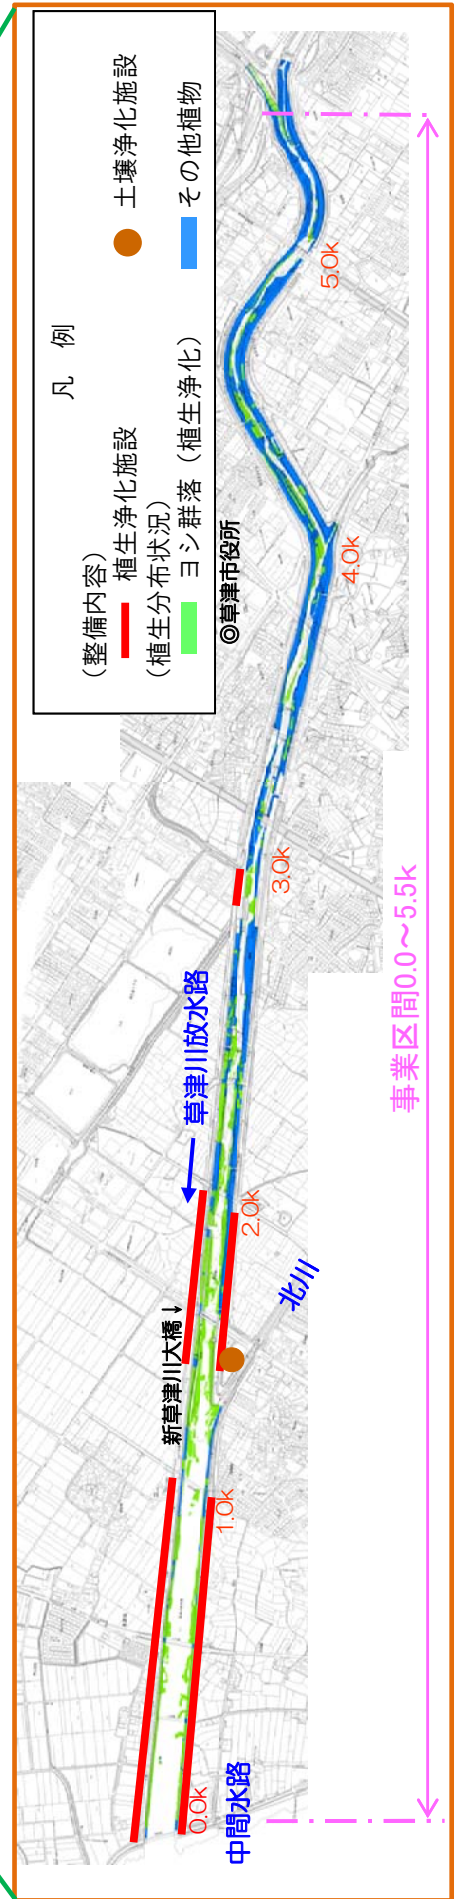 凡　例
（整備内容）
植生浄化施設
土壌浄化施設
（植生分布状況）
ヨシ群落（植生浄化）
その他植物
◎草津市役所
新草津川大橋↓
草津川放水路
北川
中間水路
0.0k
1.0k
2.0k
3.0k
4.0k
5.0k
事業区間0.0～5.5k